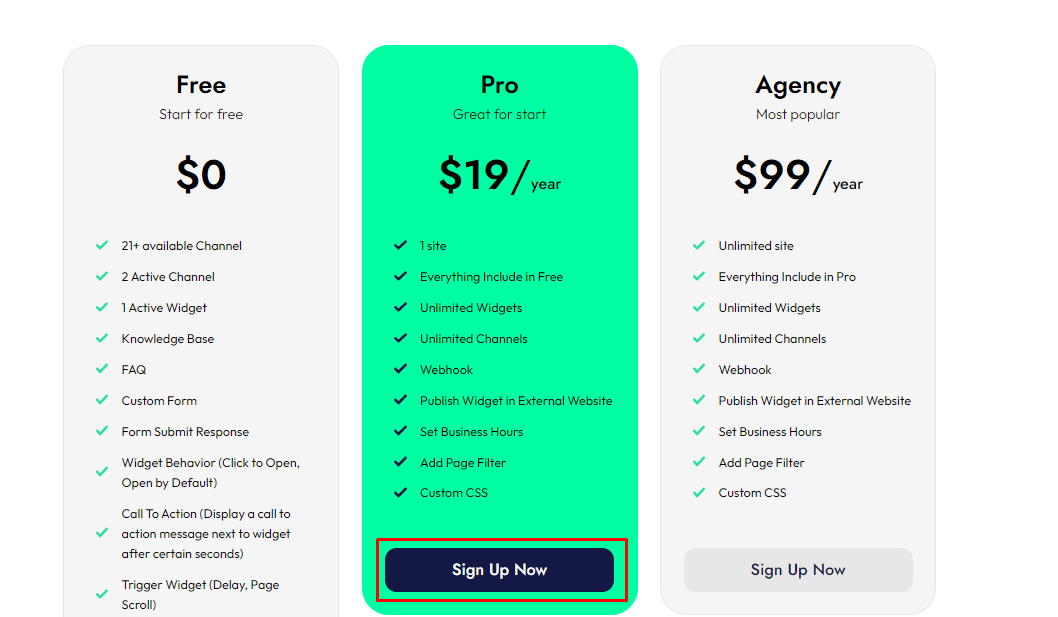 Free
Start for free
$0
21+ available Channel
2 Active Channel
1 Active Widget
Knowledge Base
FAQ
Custom Form
Form Submit Response
Widget Behavior (Click to Open,
Open by Default)
Call To Action (Display a call to
action message next to widget
after certain seconds)
Trigger Widget (Delay, Page
Scroll)
Pro
Great for start
$19/ year
1 site
Everything Include in Free
Unlimited Widgets
Unlimited Channels
Webhook
Publish Widget in External Website
Set Business Hours
Add Page Filter
Custom CSS
Sign Up Now
Agency
Most popular
$99/ year
Unlimited site
Everything Include in Pro
Unlimited Widgets
Unlimited Channels
Webhook
Publish Widget in External Website
Set Business Hours
Add Page Filter
Custom CSS
Sign Up Now